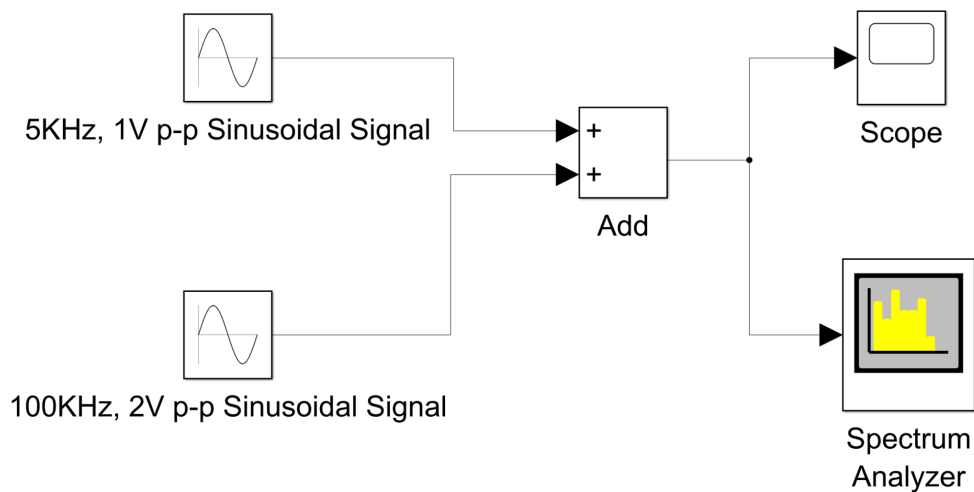 5KHz, 1V p-p Sinusoidal Signal
+
+
Add
Scope
100KHz, 2V p-p Sinusoidal Signal
Spectrum
Analyzer